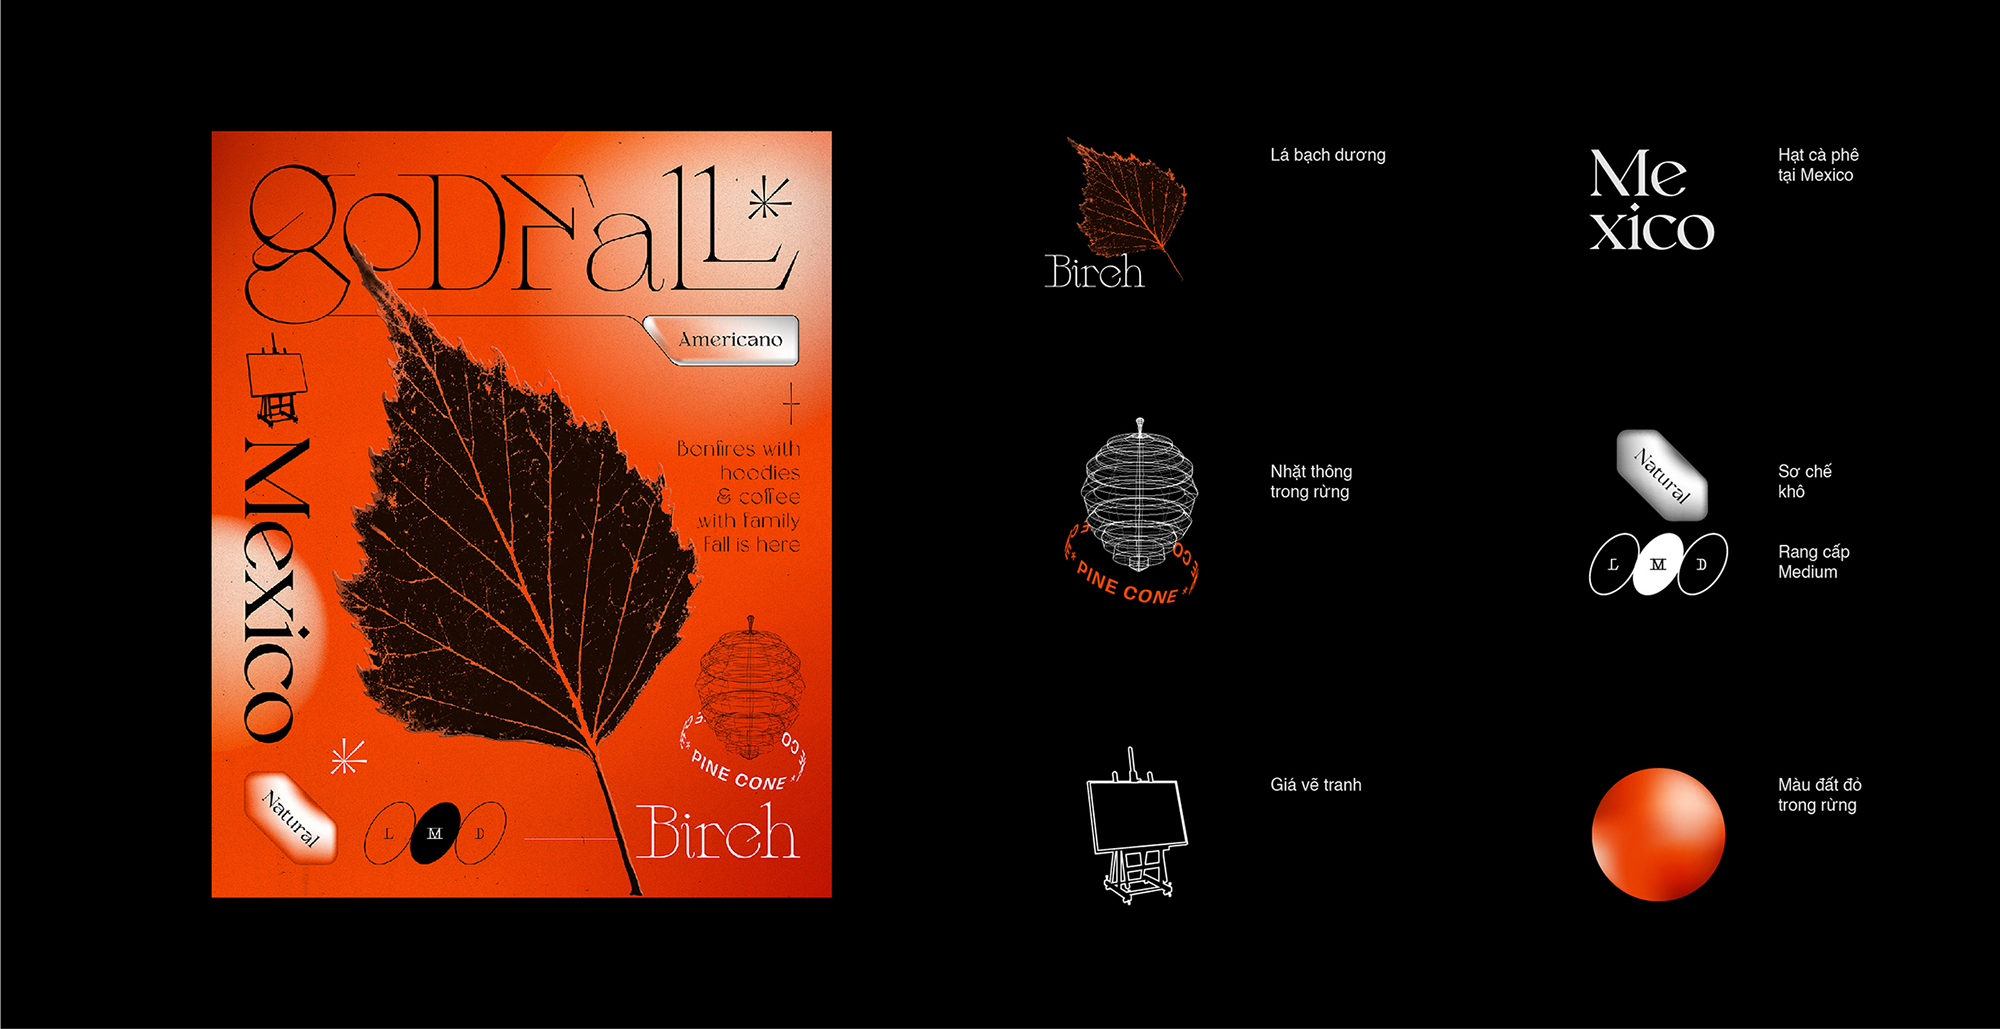 goDFaLL*
Americano
Mexico
Bonfires with
hoodies
& coffee
with Family
Fall is here
PINE CONE *
Natural
L M D
Birch
Birch
Lá bạch dương
Me
xico
Hạt cà phê
tại Mexico
PINE CONE *
Nhặt thông
trong rừng
Natural
Sơ chế
khô
L M D
Rang cấp
Medium
Giá vẽ tranh
Màu đất đỏ
trong rừng